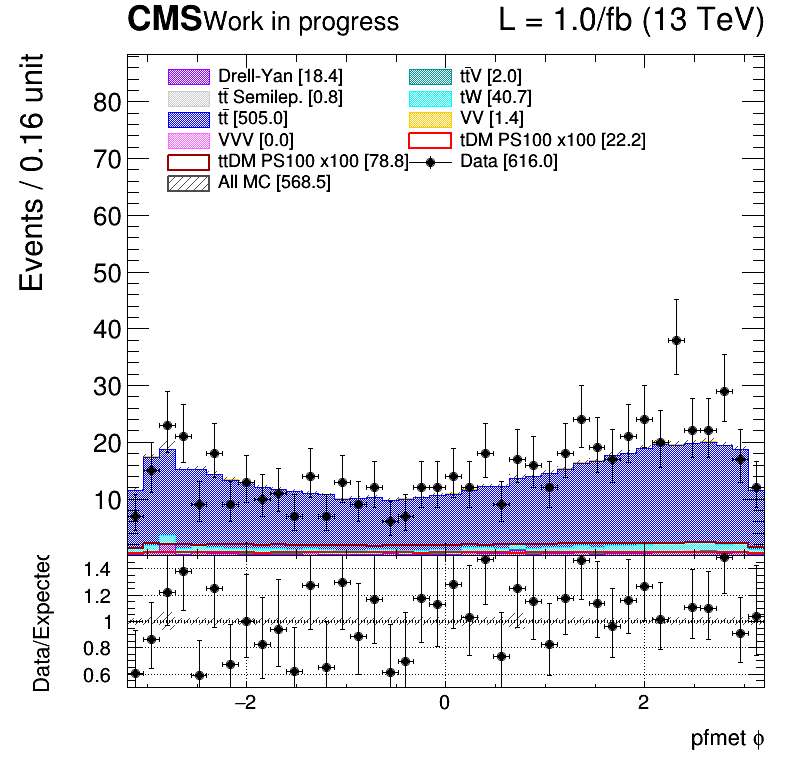 CMS Work in progress L = 1.0/fb (13 TeV)
Events / 0.16 unit
80
70
60
50
40
30
20
10
Drell-Yan [18.4]
tt̄ Semilep. [0.8]
tt̄ [505.0]
VVV [0.0]
ttDM PS100 x100 [78.8]
All MC [568.5]
tt̄V [2.0]
tW [40.7]
VV [1.4]
tDM PS100 x100 [22.2]
Data [616.0]
Data/Expected
1.4
1.2
1
0.8
0.6
−2 0 2
pfmet ϕ